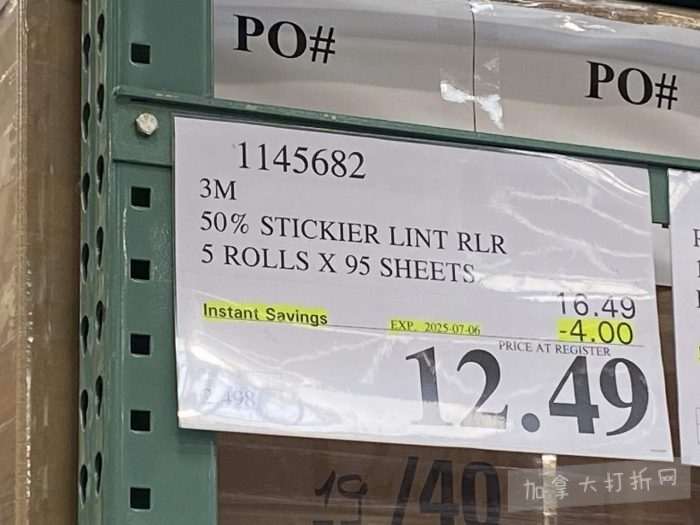 PO#
PO#
1145682
3M
50% STICKIER LINT RLR
5 ROLLS X 95 SHEETS
16.49
Instant Savings EXP. 2025-07-06 -4.00
PRICE AT REGISTER
12.49
/40
加拿大打折网